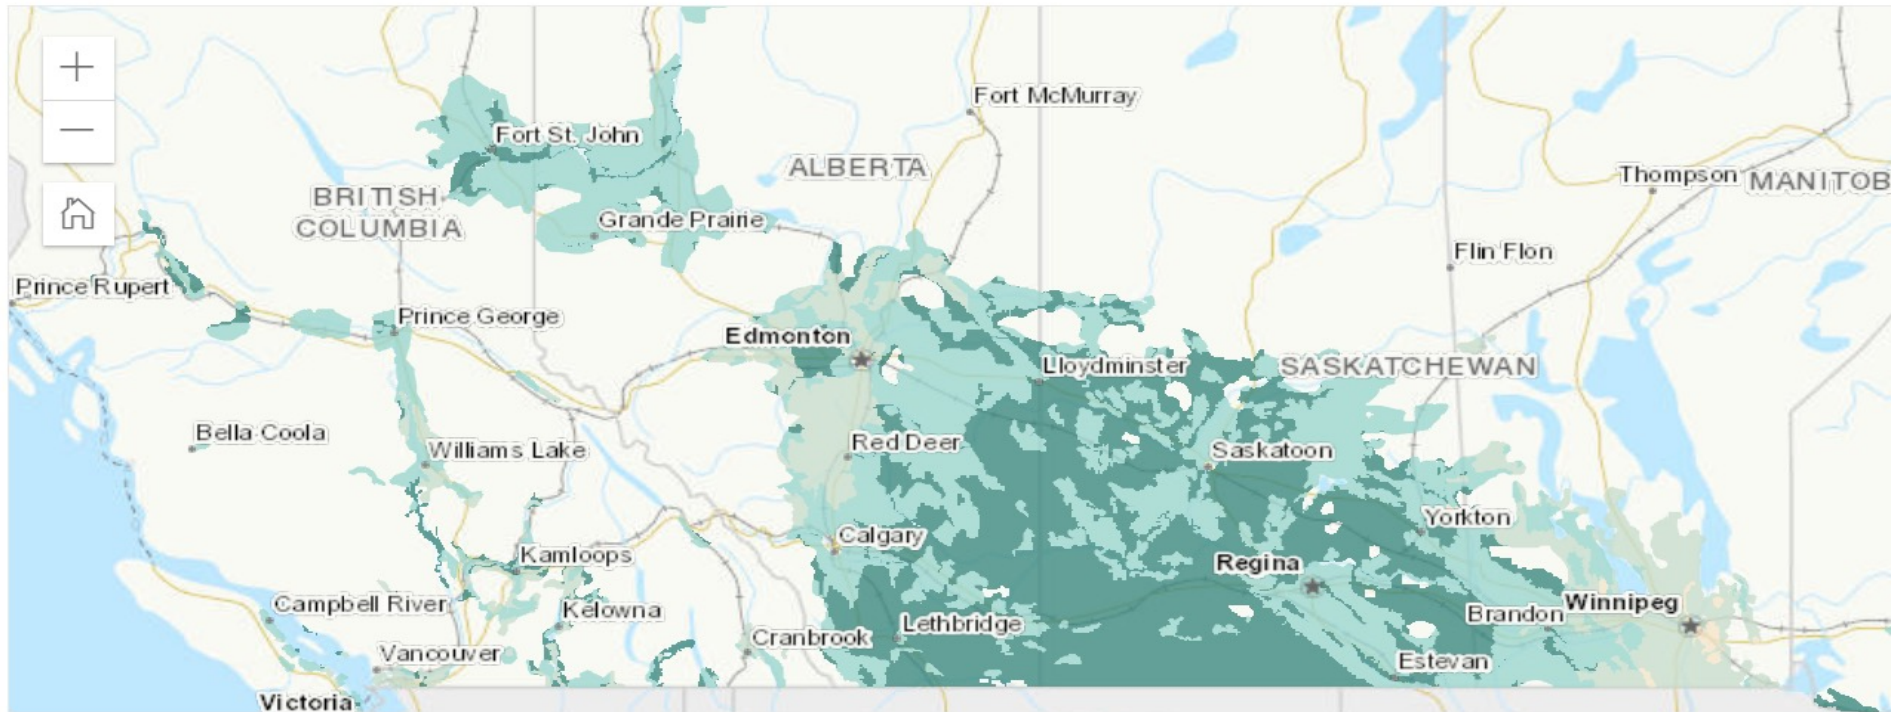 Fort McMurray
Fort St. John
ALBERTA
Thompson
MANITOB
BRITISH
COLUMBIA
Grande Prairie
Flin Flon
Prince Rupert
Prince George
Edmonton
Lloydminster
SASKATCHEWAN
Bella Coola
Williams Lake
Red Deer
Saskatoon
Yorkton
Calgary
Kamloops
Regina
Campbell River
Kelowna
Brandon
Winnipeg
Lethbridge
Cranbrook
Vancouver
Estevan
Victoria